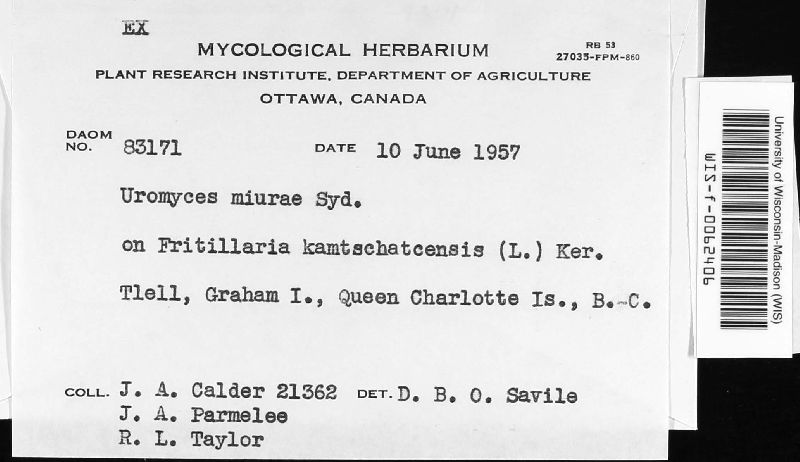 EX
MYCOLOGICAL HERBARIUM
RB 53
27035-FPM-860
PLANT RESEARCH INSTITUTE, DEPARTMENT OF AGRICULTURE
OTTAWA, CANADA
DAOM NO. 83171 DATE 10 June 1957
Uromyces miurae Syd.
on Fritillaria kamtschatcensis (L.) Ker.
Tlell, Graham I., Queen Charlotte Is., B. C.
COLL. J. A. Calder 21362 DET. D. B. O. Savile
J. A. Parmelee
R. L. Taylor
University of Wisconsin-Madison (WIS)
WIS-f-0062406